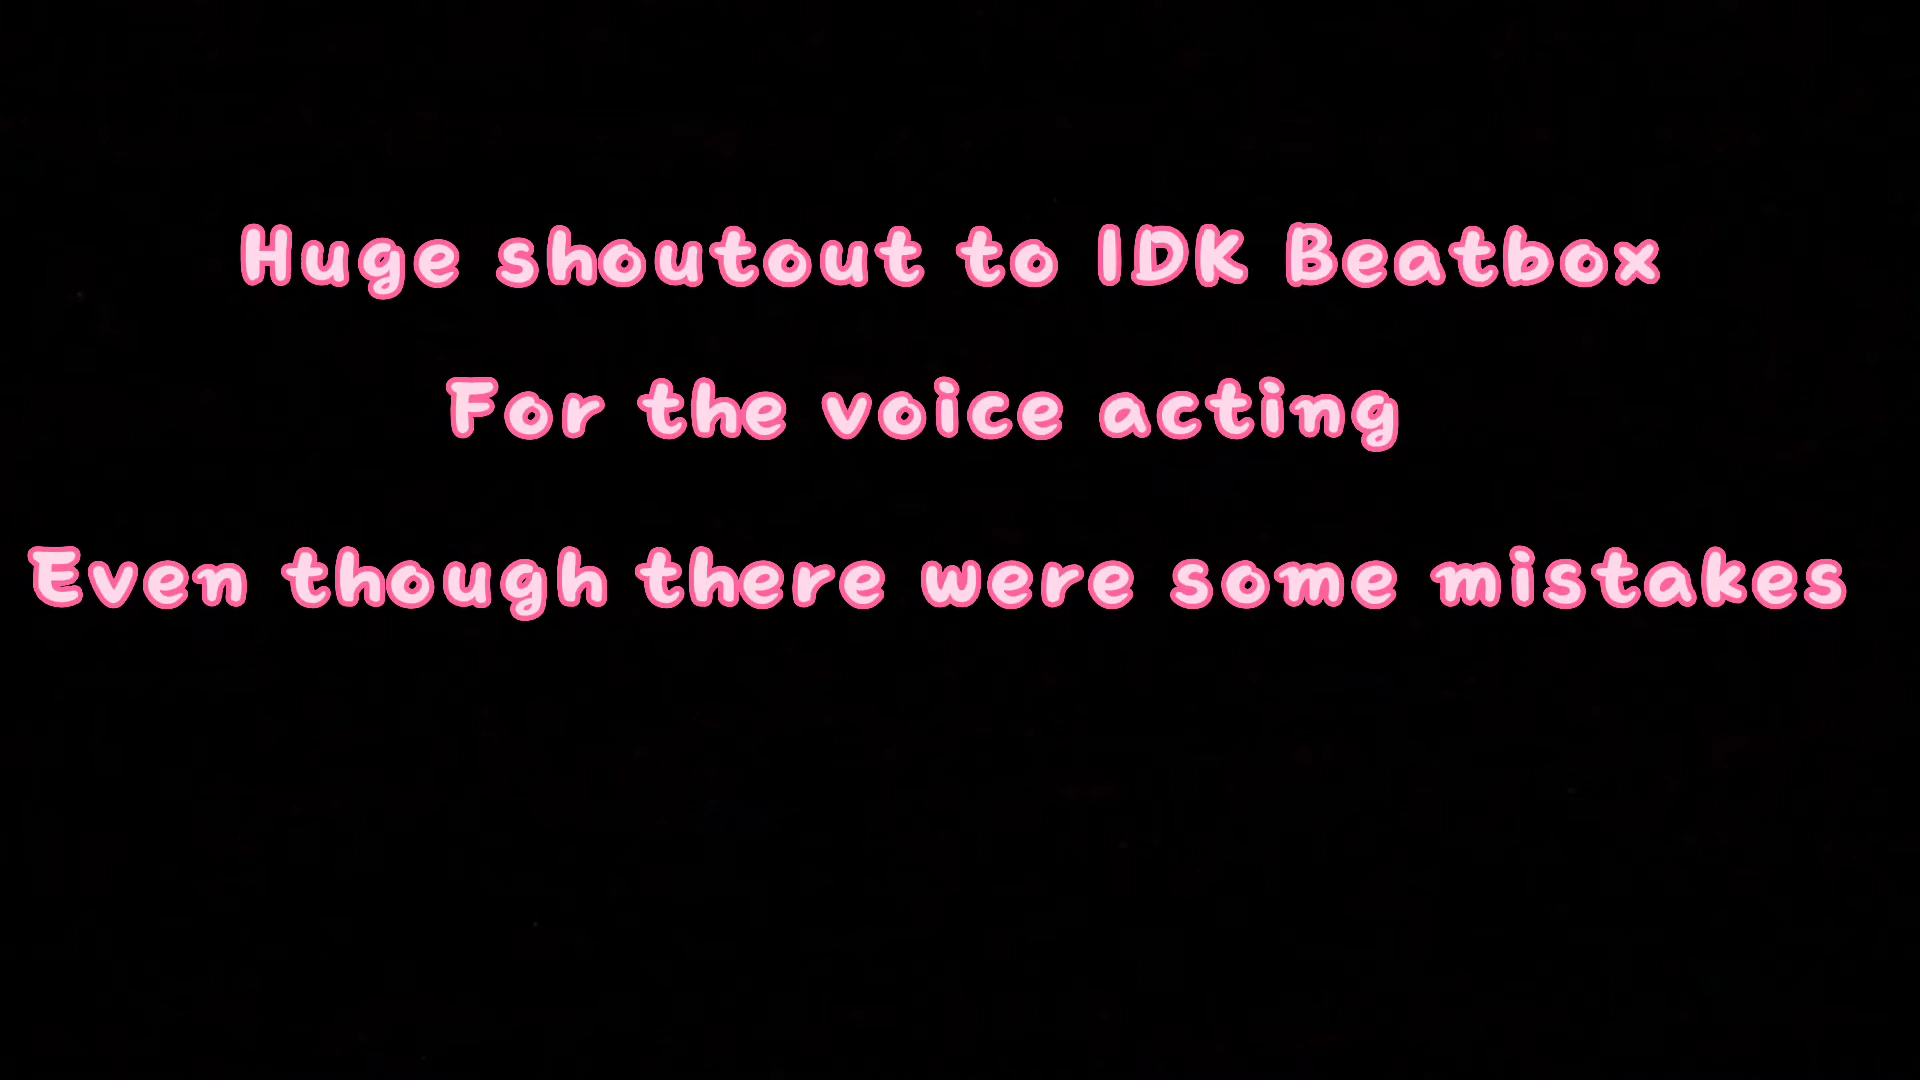 Huge shoutout to IDK Beatbox
For the voice acting
Even though there were some mistakes